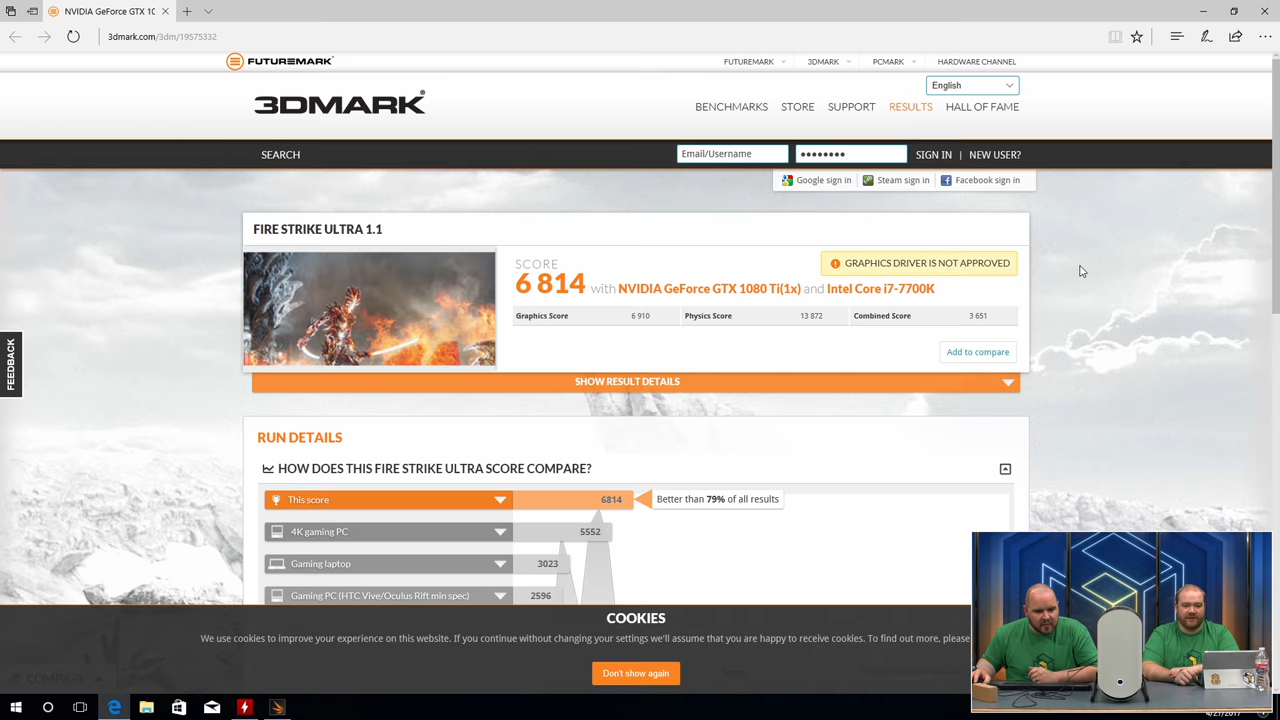 NVIDIA GeForce GTX 10
3dmark.com/3dm/19575332
FUTUREMARK
FUTUREMARK 3DMARK PCMARK HARDWARE CHANNEL
English
3DMARK
BENCHMARKS STORE SUPPORT RESULTS HALL OF FAME
SEARCH Email/Username •••••••• SIGN IN | NEW USER?
Google sign in Steam sign in Facebook sign in
FIRE STRIKE ULTRA 1.1
GRAPHICS DRIVER IS NOT APPROVED
SCORE
6 814 with NVIDIA GeForce GTX 1080 Ti(1x) and Intel Core i7-7700K
Graphics Score 6 910 Physics Score 13 872 Combined Score 3 651
Add to compare
FEEDBACK
SHOW RESULT DETAILS
RUN DETAILS
HOW DOES THIS FIRE STRIKE ULTRA SCORE COMPARE?
This score 6814 Better than 79% of all results
4K gaming PC 5552
Gaming laptop 3023
Gaming PC (HTC Vive/Oculus Rift min spec) 2596
COOKIES
We use cookies to improve your experience on this website. If you continue without changing your settings we'll assume that you are happy to receive cookies. To find out more, please
Don't show again
COMPARE
4/27/2017